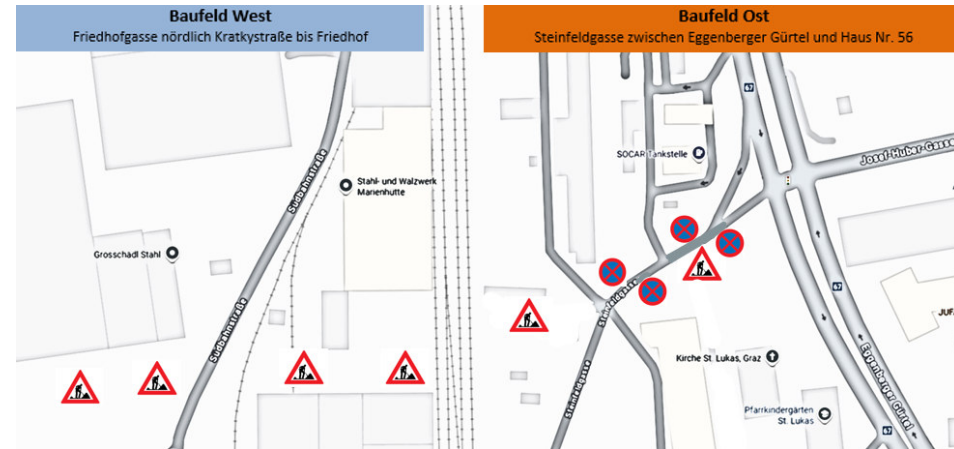 Baufeld West
Friedhofgasse nördlich Kratkystraße bis Friedhof
Südbahnstraße
Stahl- und Walzwerk
Marienhütte
Grosschädl Stahl
Südbahnstraße
Baufeld Ost
Steinfeldgasse zwischen Eggenberger Gürtel und Haus Nr. 56
67
SOCAR Tankstelle
Josef-Huber-Gasse
Steinfeldgasse
67
JUF
Kirche St. Lukas, Graz
Steinfeldgasse
Eggenberger Gürtel
Pfarrkindergarten
St. Lukas
67